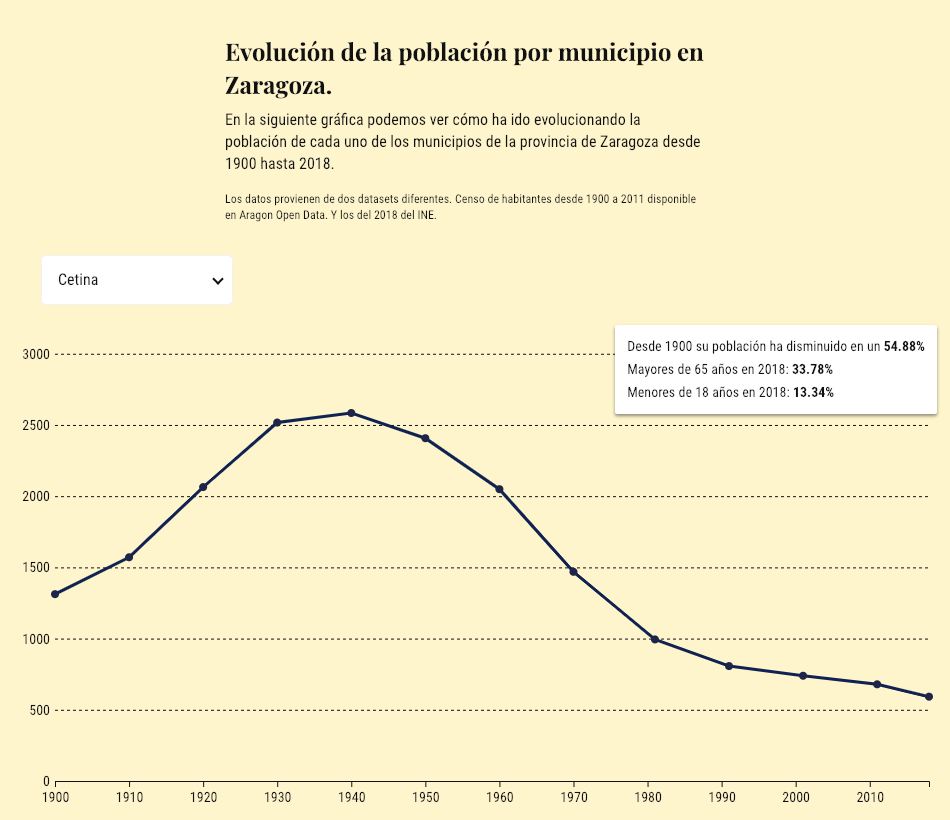 Evolución de la población por municipio en
Zaragoza.
En la siguiente gráfica podemos ver cómo ha ido evolucionando la
población de cada uno de los municipios de la provincia de Zaragoza desde
1900 hasta 2018.
Los datos provienen de dos datasets diferentes. Censo de habitantes desde 1900 a 2011 disponible
en Aragon Open Data. Y los del 2018 del INE.
Cetina
Desde 1900 su población ha disminuido en un 54.88%
Mayores de 65 años en 2018: 33.78%
Menores de 18 años en 2018: 13.34%
3000
2500
2000
1500
1000
500
0
1900 1910 1920 1930 1940 1950 1960 1970 1980 1990 2000 2010